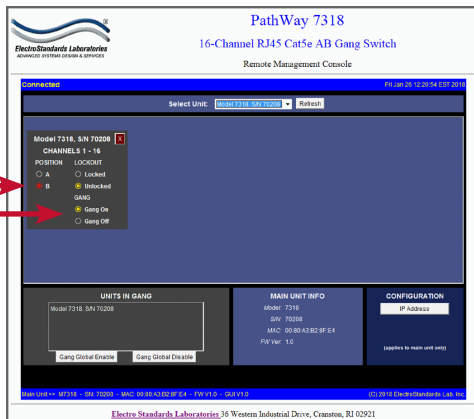 ElectroStandards Laboratories
ADVANCED SYSTEMS DESIGN & SERVICES
PathWay 7318
16-Channel RJ45 Cat5e AB Gang Switch
Remote Management Console
Connected
Fri Jan 26 12:29:54 EST 2018
Select Unit: Model 7318, S/N 70208 Refresh
Model 7318, S/N 70208 X
CHANNELS 1 - 16
POSITION LOCKOUT
A Locked
B Unlocked
GANG
Gang On
Gang Off
UNITS IN GANG
Model 7318, S/N 70208
Gang Global Enable Gang Global Disable
MAIN UNIT INFO
Model: 7318
S/N: 70208
MAC: 00:80:A3:B2:8F:E4
FW Ver: 1.0
CONFIGURATION
IP Address
(applies to main unit only)
Main Unit => M7318 - SN: 70208 - MAC: 00:80:A3:B2:8F:E4 - FW V1.0 - GUI V1.0
(C) 2018 ElectroStandards Lab. Inc.
Electro Standards Laboratories 36 Western Industrial Drive, Cranston, RI 02921